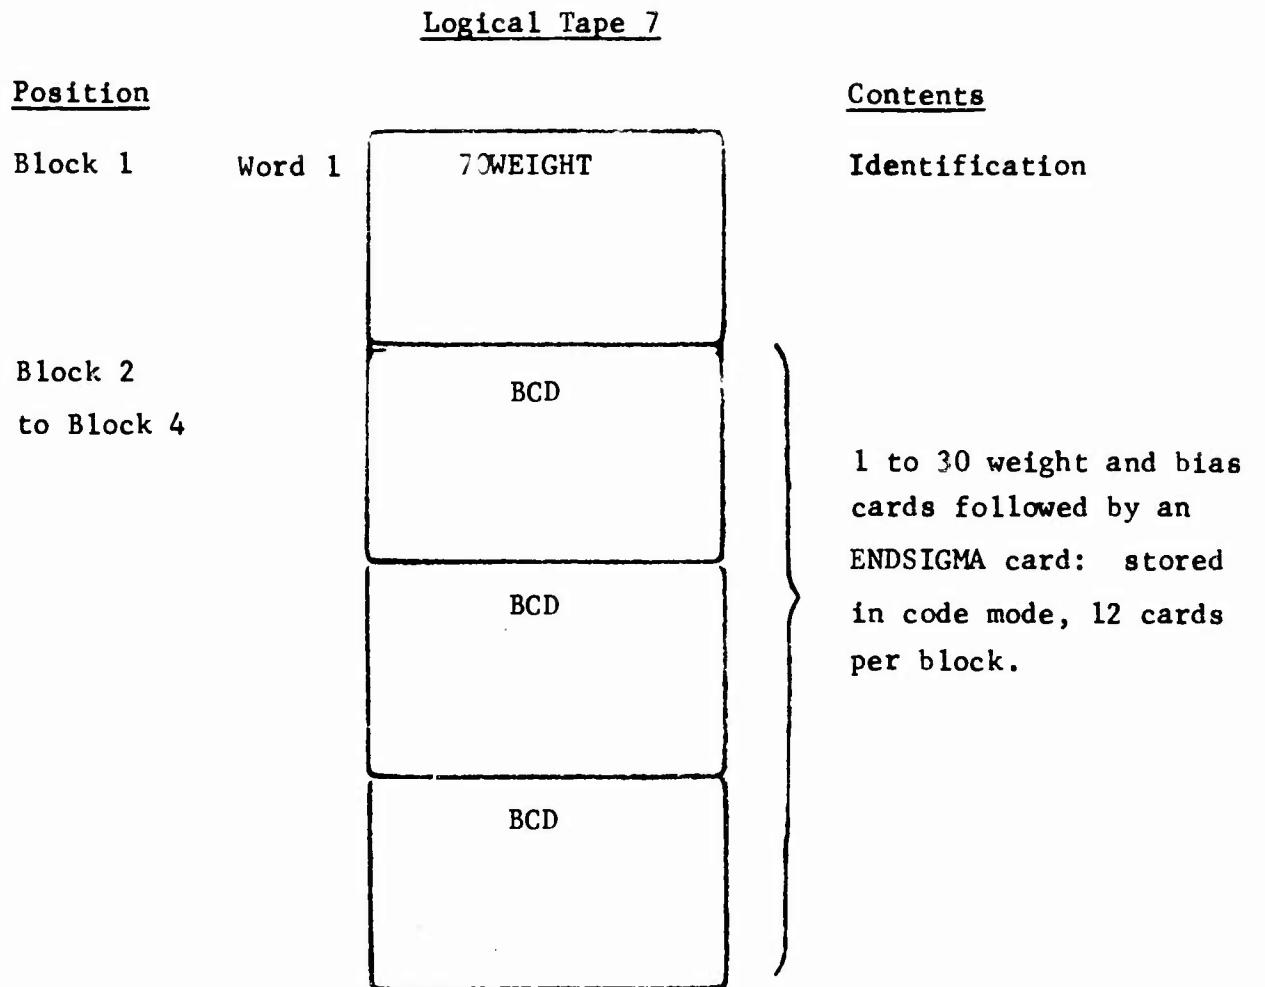 Logical Tape 7
Position
Contents
Block 1 Word 1 70WEIGHT Identification
Block 2
to Block 4
BCD
1 to 30 weight and bias
cards followed by an
ENDSIGMA card: stored
in code mode, 12 cards
per block.
BCD
BCD